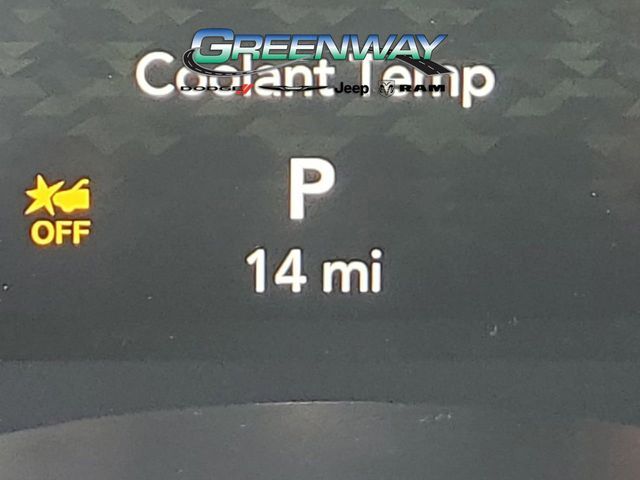 GREENWAY
Coolant Temp
DODGE Jeep RAM
P
OFF
14 mi